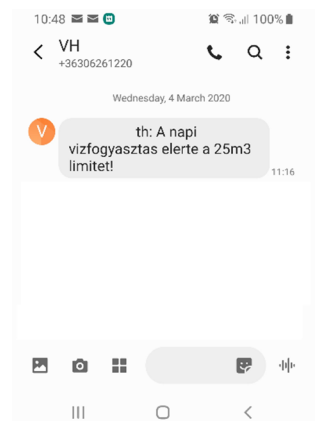 10:48 100%
VH
+36306261220
Wednesday, 4 March 2020
V
th: A napi
vizfogyasztas elerte a 25m3
limitet!
11:16